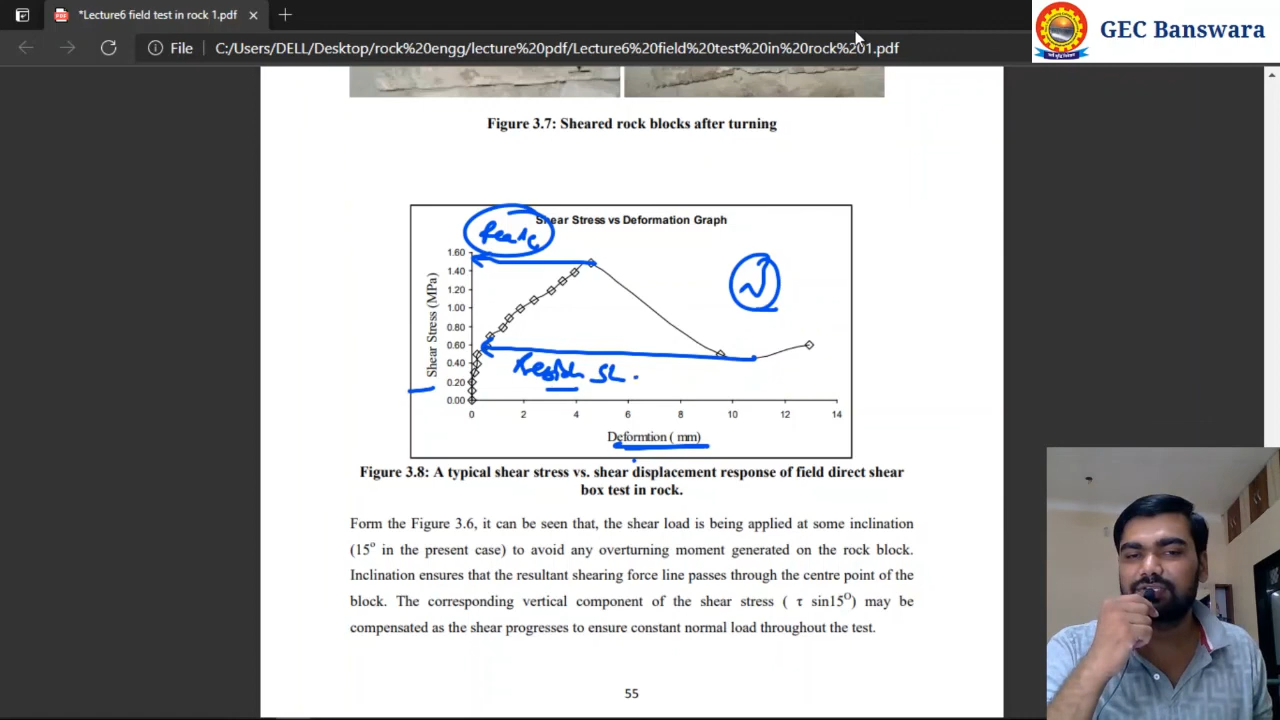 *Lecture6 field test in rock 1.pdf
GEC Banswara
File
C:/Users/DELL/Desktop/rock%20engg/lecture%20pdf/Lecture6%20field%20test%20in%20rock%201.pdf
Figure 3.7: Sheared rock blocks after turning
Shear Stress vs Deformation Graph
Shear Stress (MPa)
1.60
1.40
1.20
1.00
0.80
0.60
0.40
0.20
0.00
0 2 4 6 8 10 12 14
Deformtion ( mm)
Figure 3.8: A typical shear stress vs. shear displacement response of field direct shear
box test in rock.
Form the Figure 3.6, it can be seen that, the shear load is being applied at some inclination
(15o in the present case) to avoid any overturning moment generated on the rock block.
Inclination ensures that the resultant shearing force line passes through the centre point of the
block. The corresponding vertical component of the shear stress ( τ sin15O) may be
compensated as the shear progresses to ensure constant normal load throughout the test.
55